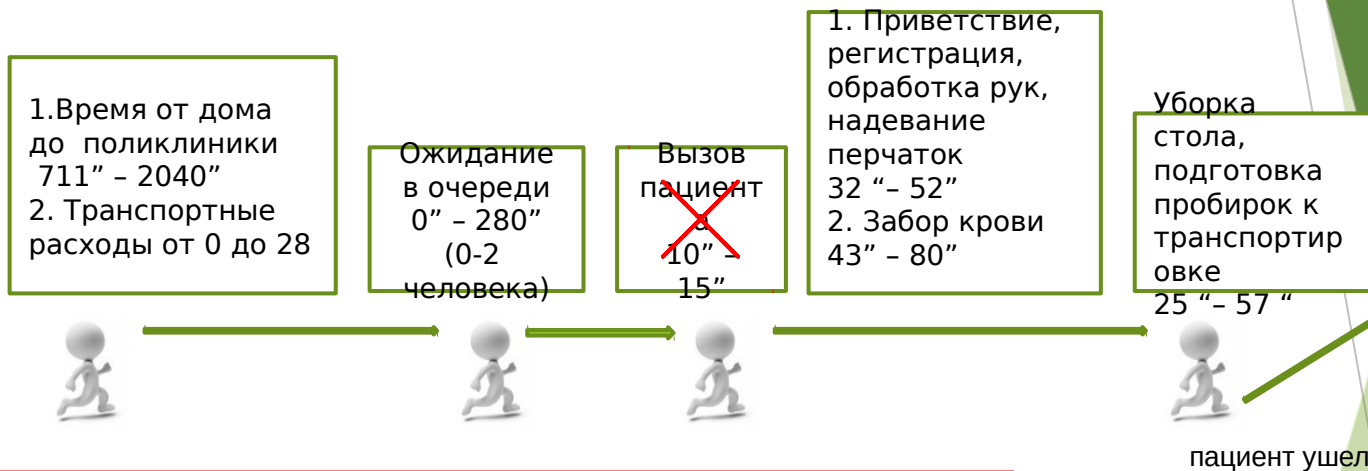 1.Время от дома
до  поликлиники
711” – 2040”
2. Транспортные
расходы от 0 до 28
Ожидание
в очереди
0” – 280”
(0-2
человека)
Вызов
пациент
а
10” –
15”
1. Приветствие,
регистрация,
обработка рук,
надевание
перчаток
32 “– 52”
2. Забор крови
43” – 80”
Уборка
стола,
подготовка
пробирок к
транспортир
овке
25 “– 57 “
пациент ушел